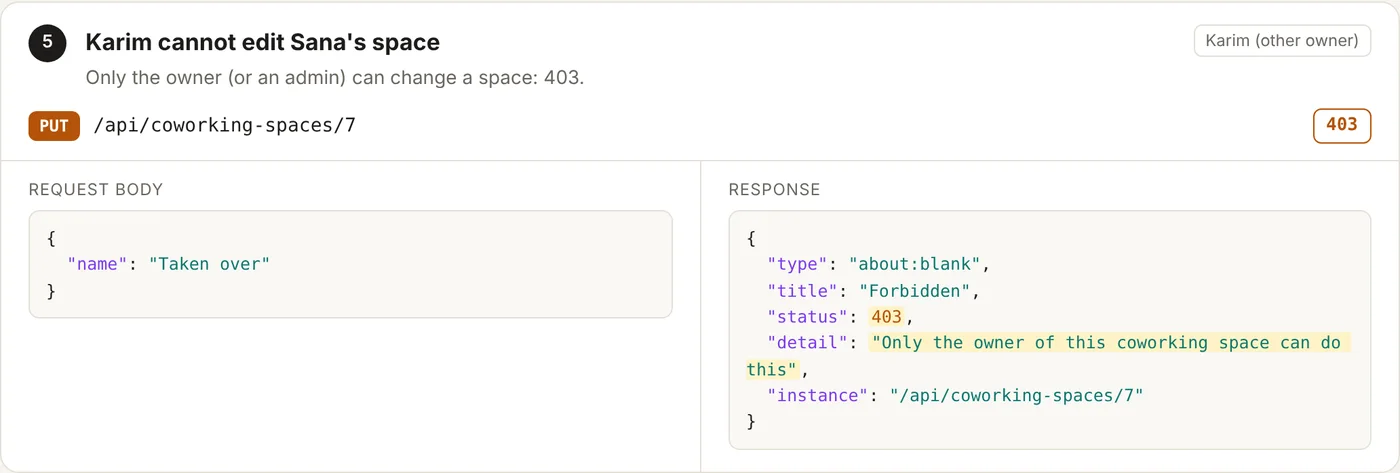 5
Karim cannot edit Sana's space
Karim (other owner)
Only the owner (or an admin) can change a space: 403.
PUT /api/coworking-spaces/7
403
REQUEST BODY
{
"name": "Taken over"
}
RESPONSE
{
"type": "about:blank",
"title": "Forbidden",
"status": 403,
"detail": "Only the owner of this coworking space can do
this",
"instance": "/api/coworking-spaces/7"
}